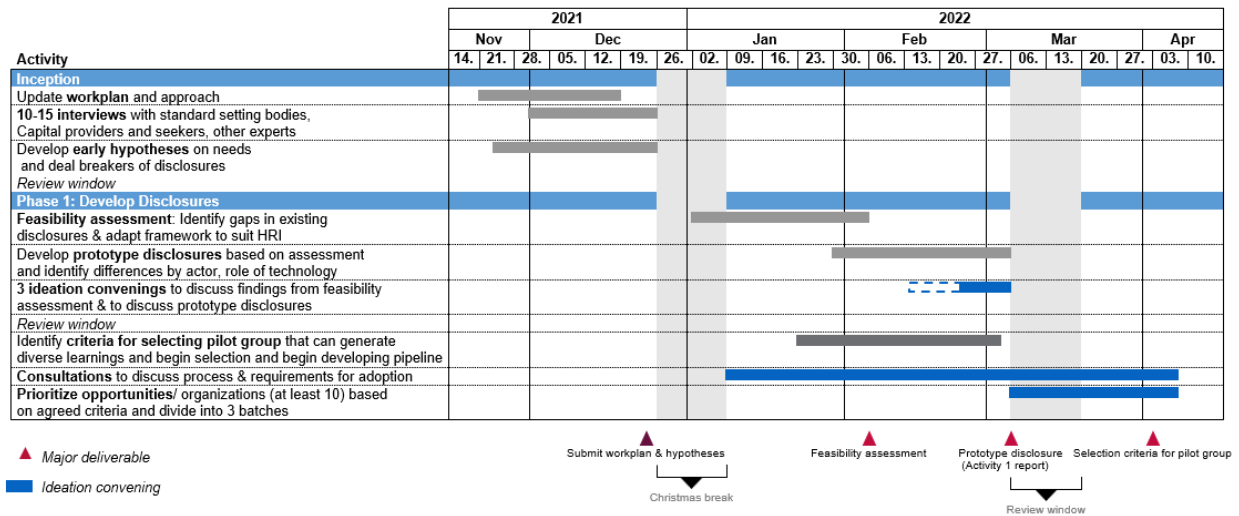 2021 2022
Nov Dec Jan Feb Mar Apr
Activity 14. 21. 28. 05. 12. 19. 26. 02. 09. 16. 23. 30. 06. 13. 20. 27. 06. 13. 20. 27. 03. 10.
Inception
Update workplan and approach
10-15 interviews with standard setting bodies,
Capital providers and seekers, other experts
Develop early hypotheses on needs
and deal breakers of disclosures
Review window
Phase 1: Develop Disclosures
Feasibility assessment: Identify gaps in existing
disclosures & adapt framework to suit HRI
Develop prototype disclosures based on assessment
and identify differences by actor, role of technology
3 ideation convenings to discuss findings from feasibility
assessment & to discuss prototype disclosures
Review window
Identify criteria for selecting pilot group that can generate
diverse learnings and begin selection and begin developing pipeline
Consultations to discuss process & requirements for adoption
Prioritize opportunities/ organizations (at least 10) based
on agreed criteria and divide into 3 batches
Major deliverable
Ideation convening
Submit workplan & hypotheses
Christmas break
Feasibility assessment
Prototype disclosure
(Activity 1 report)
Review window
Selection criteria for pilot group